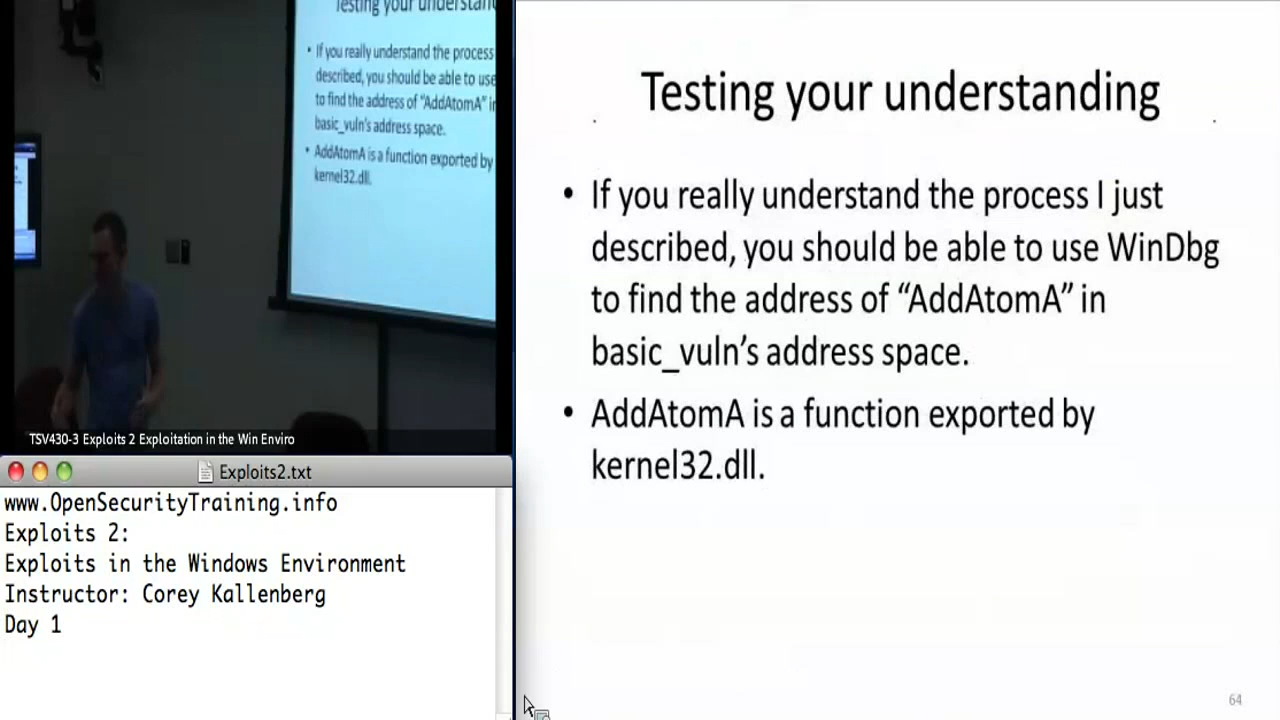 Testing your understan
• If you really understand the process
described, you should be able to use
to find the address of "AddAtomA" in
basic_vuln's address space.
• AddAtomA is a function exported by
kernel32.dll.
TSV430-3 Exploits 2 Exploitation in the Win Enviro
Exploits2.txt
www.OpenSecurityTraining.info
Exploits 2:
Exploits in the Windows Environment
Instructor: Corey Kallenberg
Day 1
Testing your understanding
• If you really understand the process I just
described, you should be able to use WinDbg
to find the address of “AddAtomA” in
basic_vuln’s address space.
• AddAtomA is a function exported by
kernel32.dll.
64